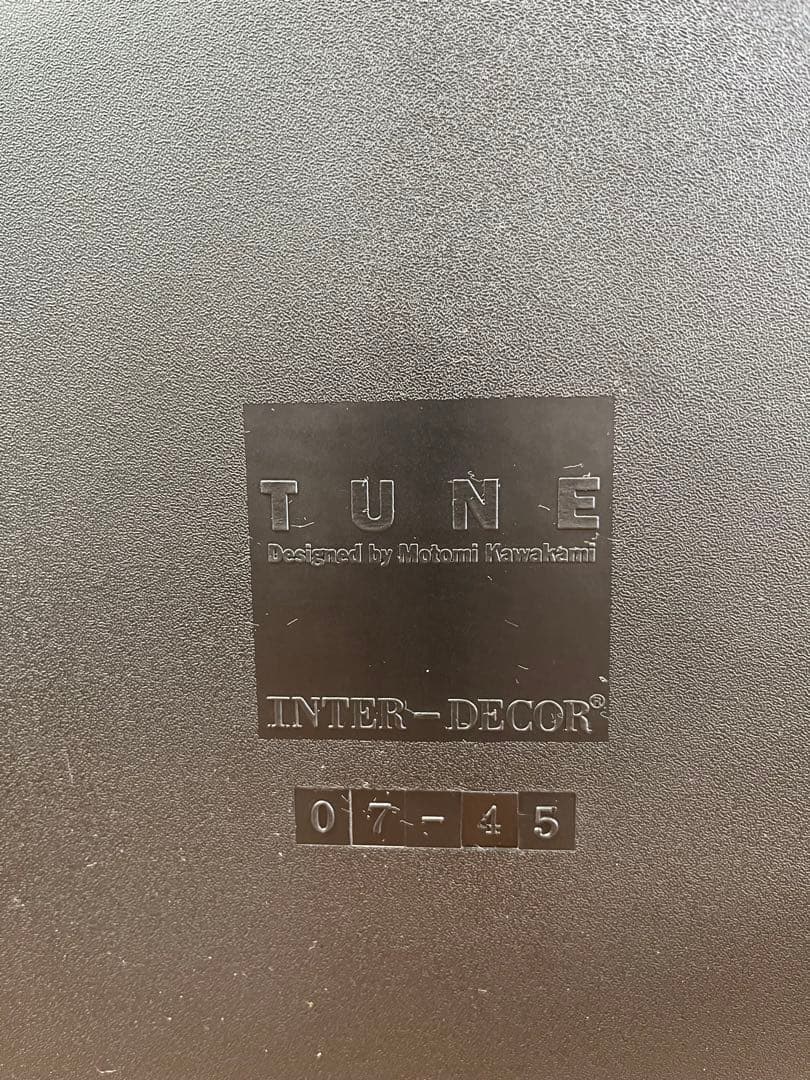 TUNE
Designed by Motomi Kawakami
INTER-DECOR®
07-45